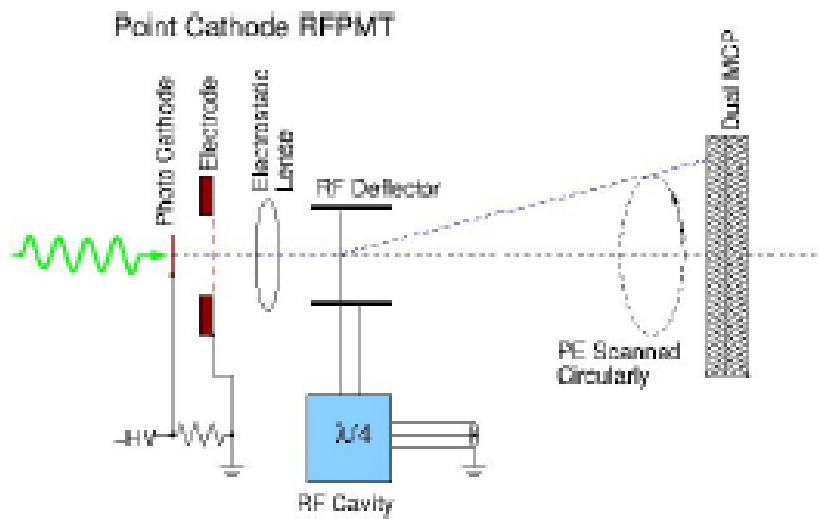 Point Cathode RFPMT
Photo Cathode
Electrode
Electrostatic
Lense
RF Deflector
Dual MCP
PE Scanned
Circularly
-HV
λ/4
RF Cavity